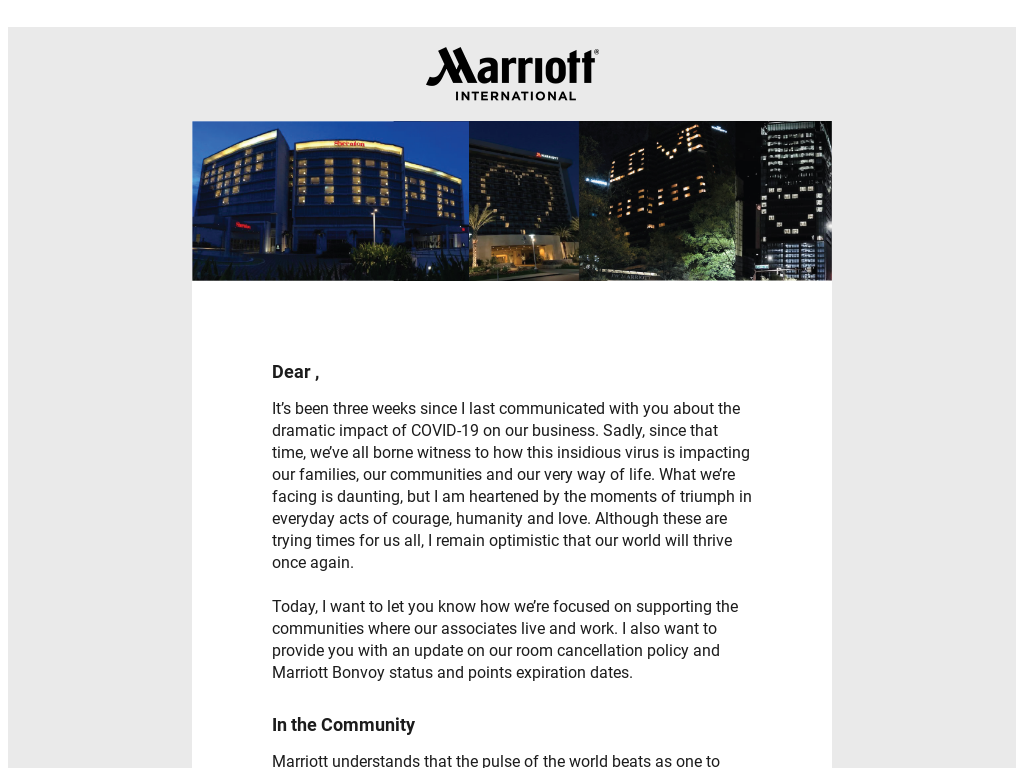 Marriott®
INTERNATIONAL
Sheraton
LOVE
Dear ,
It’s been three weeks since I last communicated with you about the
dramatic impact of COVID-19 on our business. Sadly, since that
time, we’ve all borne witness to how this insidious virus is impacting
our families, our communities and our very way of life. What we’re
facing is daunting, but I am heartened by the moments of triumph in
everyday acts of courage, humanity and love. Although these are
trying times for us all, I remain optimistic that our world will thrive
once again.
Today, I want to let you know how we’re focused on supporting the
communities where our associates live and work. I also want to
provide you with an update on our room cancellation policy and
Marriott Bonvoy status and points expiration dates.
In the Community
Marriott understands that the pulse of the world beats as one to